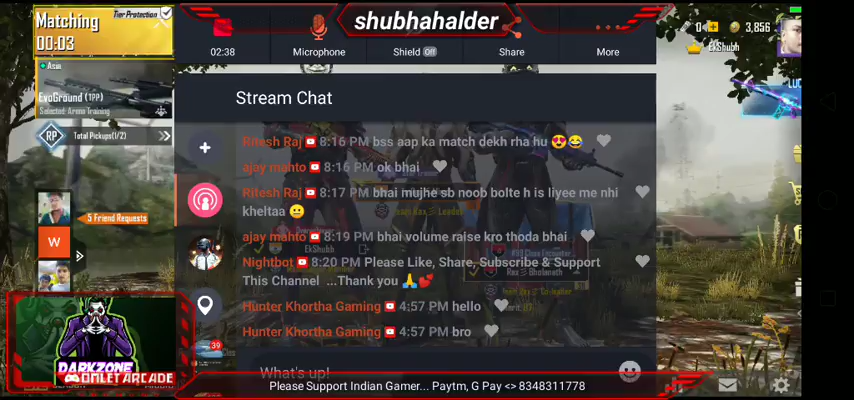 Matching
00:03
Tier Protection
shubhahalder
02:38
Microphone
Shield Off
Share
More
3,856
EkShubh
Asia
EvoGround (TPP)
Selected: Arena Training
RP
Total Pickups(1/2)
5 Friend Requests
W
Stream Chat
Ritesh Raj 8:16 PM bss aap ka match dekh rha hu 😍😂
ajay mahto 8:16 PM ok bhai
Ritesh Raj 8:17 PM bhai mujhe sb noob bolte h is liyee me nhi
kheltaa 😐
ajay mahto 8:19 PM bhai volume raise kro thoda bhai
Nightbot 8:20 PM Please Like, Share, Subscribe & Support
This Channel ...Thank you 🙏💕
Hunter Khortha Gaming 4:57 PM hello
Hunter Khortha Gaming 4:57 PM bro
What's up!
39
DARKZONE
OMLET ARCADE
Please Support Indian Gamer... Paytm, G Pay <> 8348311778